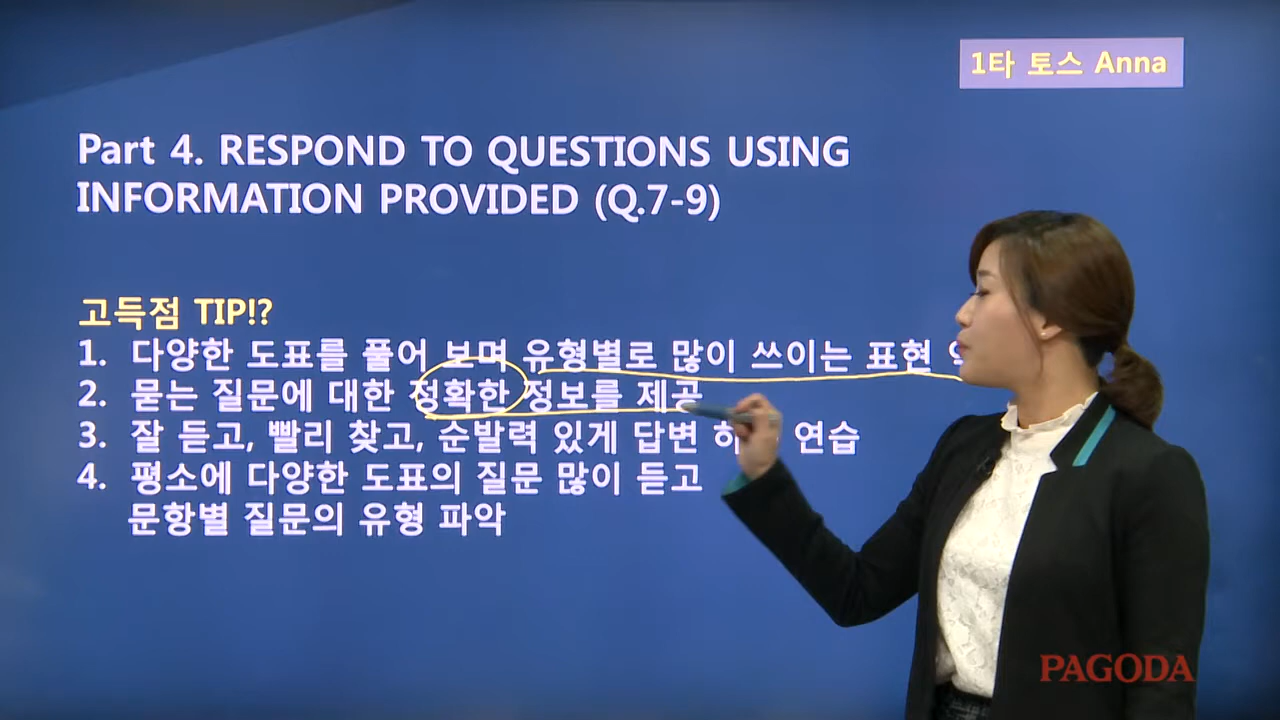 1타 토스 Anna
Part 4. RESPOND TO QUESTIONS USING
INFORMATION PROVIDED (Q.7-9)
고득점 TIP!?
1. 다양한 도표를 풀어 보며 유형별로 많이 쓰이는 표현
2. 묻는 질문에 대한 정확한 정보를 제공
3. 잘 듣고, 빨리 찾고, 순발력 있게 답변 연습
4. 평소에 다양한 도표의 질문 많이 듣고
문항별 질문의 유형 파악
PAGODA